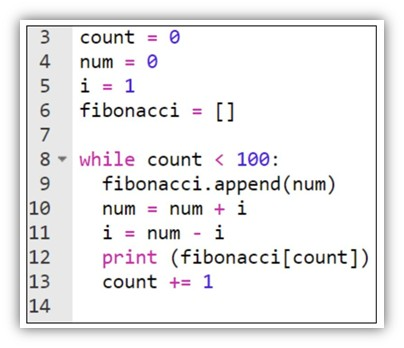 3 count = 0
4 num = 0
5 i = 1
6 fibonacci = []
7
8 while count < 100:
9   fibonacci.append(num)
10   num = num + i
11   i = num - i
12   print (fibonacci[count])
13   count += 1
14